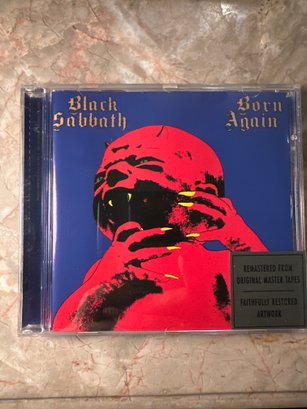 Black Sabbath
Born Again
REMASTERED FROM
ORIGINAL MASTER TAPES
FAITHFULLY RESTORED
ARTWORK